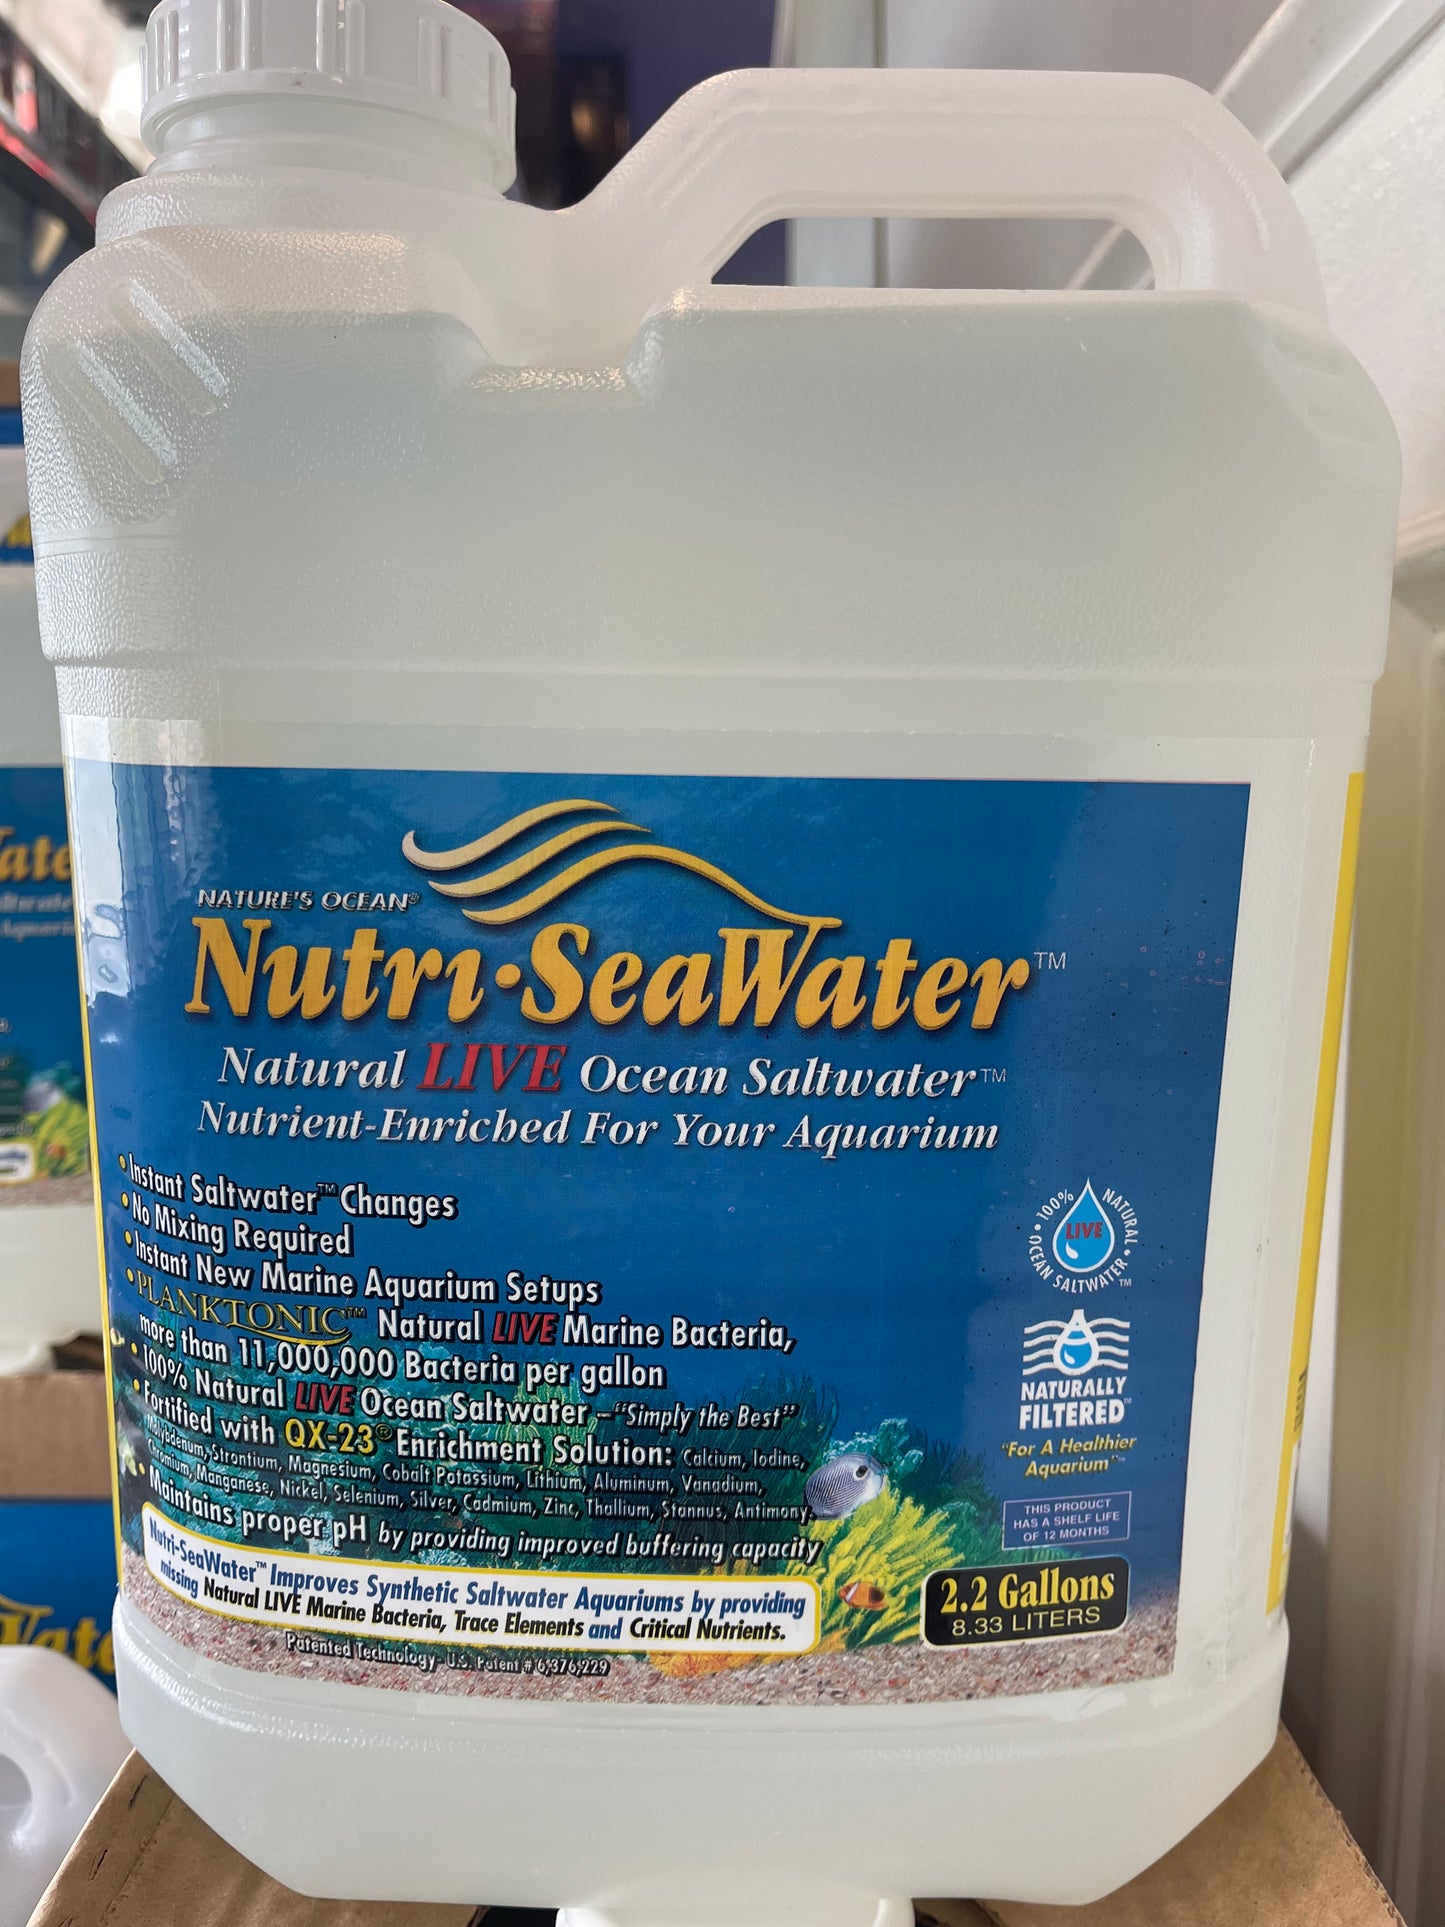 NATURE'S OCEAN®
Nutri·SeaWater™
Natural LIVE Ocean Saltwater™
Nutrient-Enriched For Your Aquarium
• Instant Saltwater™ Changes
• No Mixing Required
• Instant New Marine Aquarium Setups
• PLANKTONIC™ Natural LIVE Marine Bacteria,
more than 11,000,000 Bacteria per gallon
• 100% Natural LIVE Ocean Saltwater – "Simply the Best"
• Fortified with QX-23® Enrichment Solution: Calcium, Iodine,
Molybdenum, Strontium, Magnesium, Cobalt Potassium, Lithium, Aluminum, Vanadium,
Chromium, Manganese, Nickel, Selenium, Silver, Cadmium, Zinc, Thallium, Stannus, Antimony.
• Maintains proper pH by providing improved buffering capacity
Nutri-SeaWater™ Improves Synthetic Saltwater Aquariums by providing
missing Natural LIVE Marine Bacteria, Trace Elements and Critical Nutrients.
Patented Technology - U.S. Patent # 6,376,229
100% NATURAL • LIVE • OCEAN SALTWATER™
NATURALLY
FILTERED™
"For A Healthier
Aquarium"™
THIS PRODUCT
HAS A SHELF LIFE
OF 12 MONTHS
2.2 Gallons
8.33 LITERS